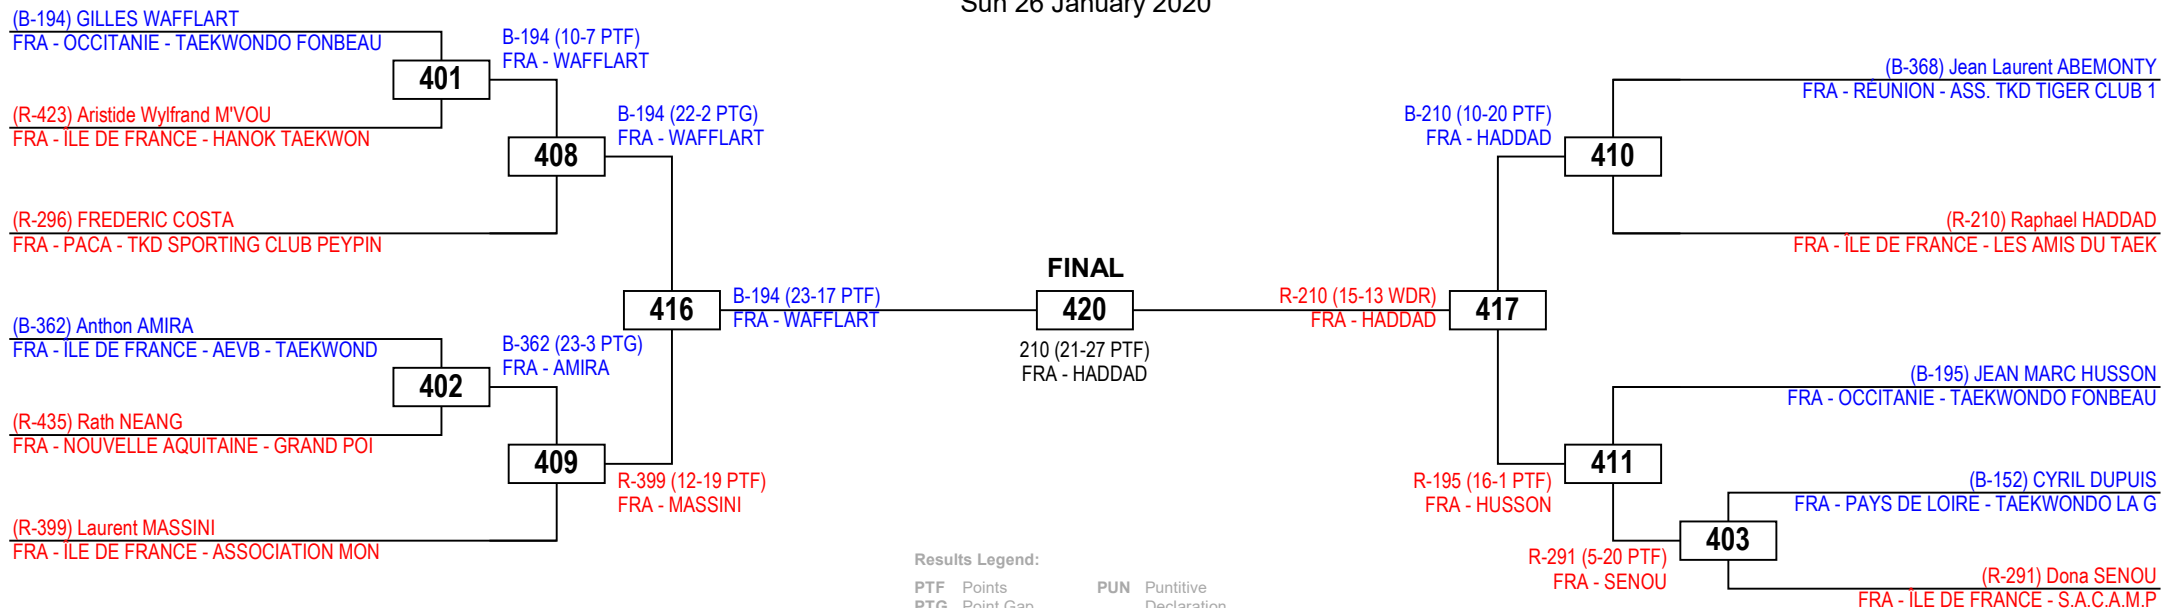 Sun 26 January 2020
(B-194) GILLES WAFFLART
FRA - OCCITANIE - TAEKWONDO FONBEAU
B-194 (10-7 PTF)
FRA - WAFFLART
401
(R-423) Aristide Wylfrand M'VOU
FRA - ÎLE DE FRANCE - HANOK TAEKWON
B-194 (22-2 PTG)
FRA - WAFFLART
408
(R-296) FREDERIC COSTA
FRA - PACA - TKD SPORTING CLUB PEYPIN
416
B-194 (23-17 PTF)
FRA - WAFFLART
(B-362) Anthon AMIRA
FRA - ÎLE DE FRANCE - AEVB - TAEKWOND
B-362 (23-3 PTG)
FRA - AMIRA
402
(R-435) Rath NEANG
FRA - NOUVELLE AQUITAINE - GRAND POI
409
R-399 (12-19 PTF)
FRA - MASSINI
(R-399) Laurent MASSINI
FRA - ÎLE DE FRANCE - ASSOCIATION MON
FINAL
420
210 (21-27 PTF)
FRA - HADDAD
(B-368) Jean Laurent ABEMONTY
FRA - RÉUNION - ASS. TKD TIGER CLUB 1
B-210 (10-20 PTF)
FRA - HADDAD
410
(R-210) Raphael HADDAD
FRA - ÎLE DE FRANCE - LES AMIS DU TAEK
R-210 (15-13 WDR)
FRA - HADDAD
417
(B-195) JEAN MARC HUSSON
FRA - OCCITANIE - TAEKWONDO FONBEAU
411
R-195 (16-1 PTF)
FRA - HUSSON
(B-152) CYRIL DUPUIS
FRA - PAYS DE LOIRE - TAEKWONDO LA G
403
R-291 (5-20 PTF)
FRA - SENOU
(R-291) Dona SENOU
FRA - ÎLE DE FRANCE - S.A.C.A.M.P
Results Legend:
PTF Points PUN Puntitive
PTG Point Gap Declaration